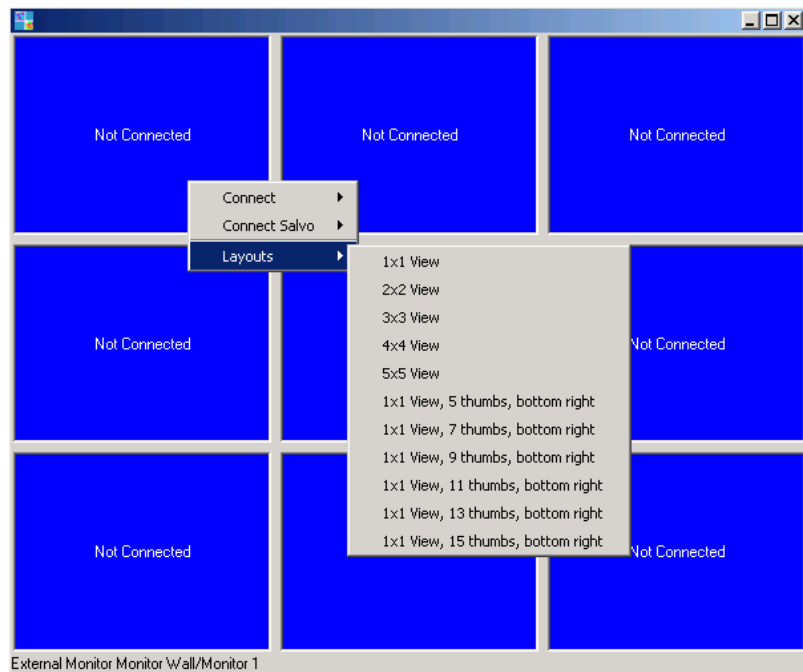 Not Connected
Not Connected
Not Connected
Connect
Connect Salvo
Layouts
1x1 View
2x2 View
3x3 View
4x4 View
5x5 View
1x1 View, 5 thumbs, bottom right
1x1 View, 7 thumbs, bottom right
1x1 View, 9 thumbs, bottom right
1x1 View, 11 thumbs, bottom right
1x1 View, 13 thumbs, bottom right
1x1 View, 15 thumbs, bottom right
Not Connected
Not Connected
Not Connected
Not Connected
External Monitor Monitor Wall/Monitor 1